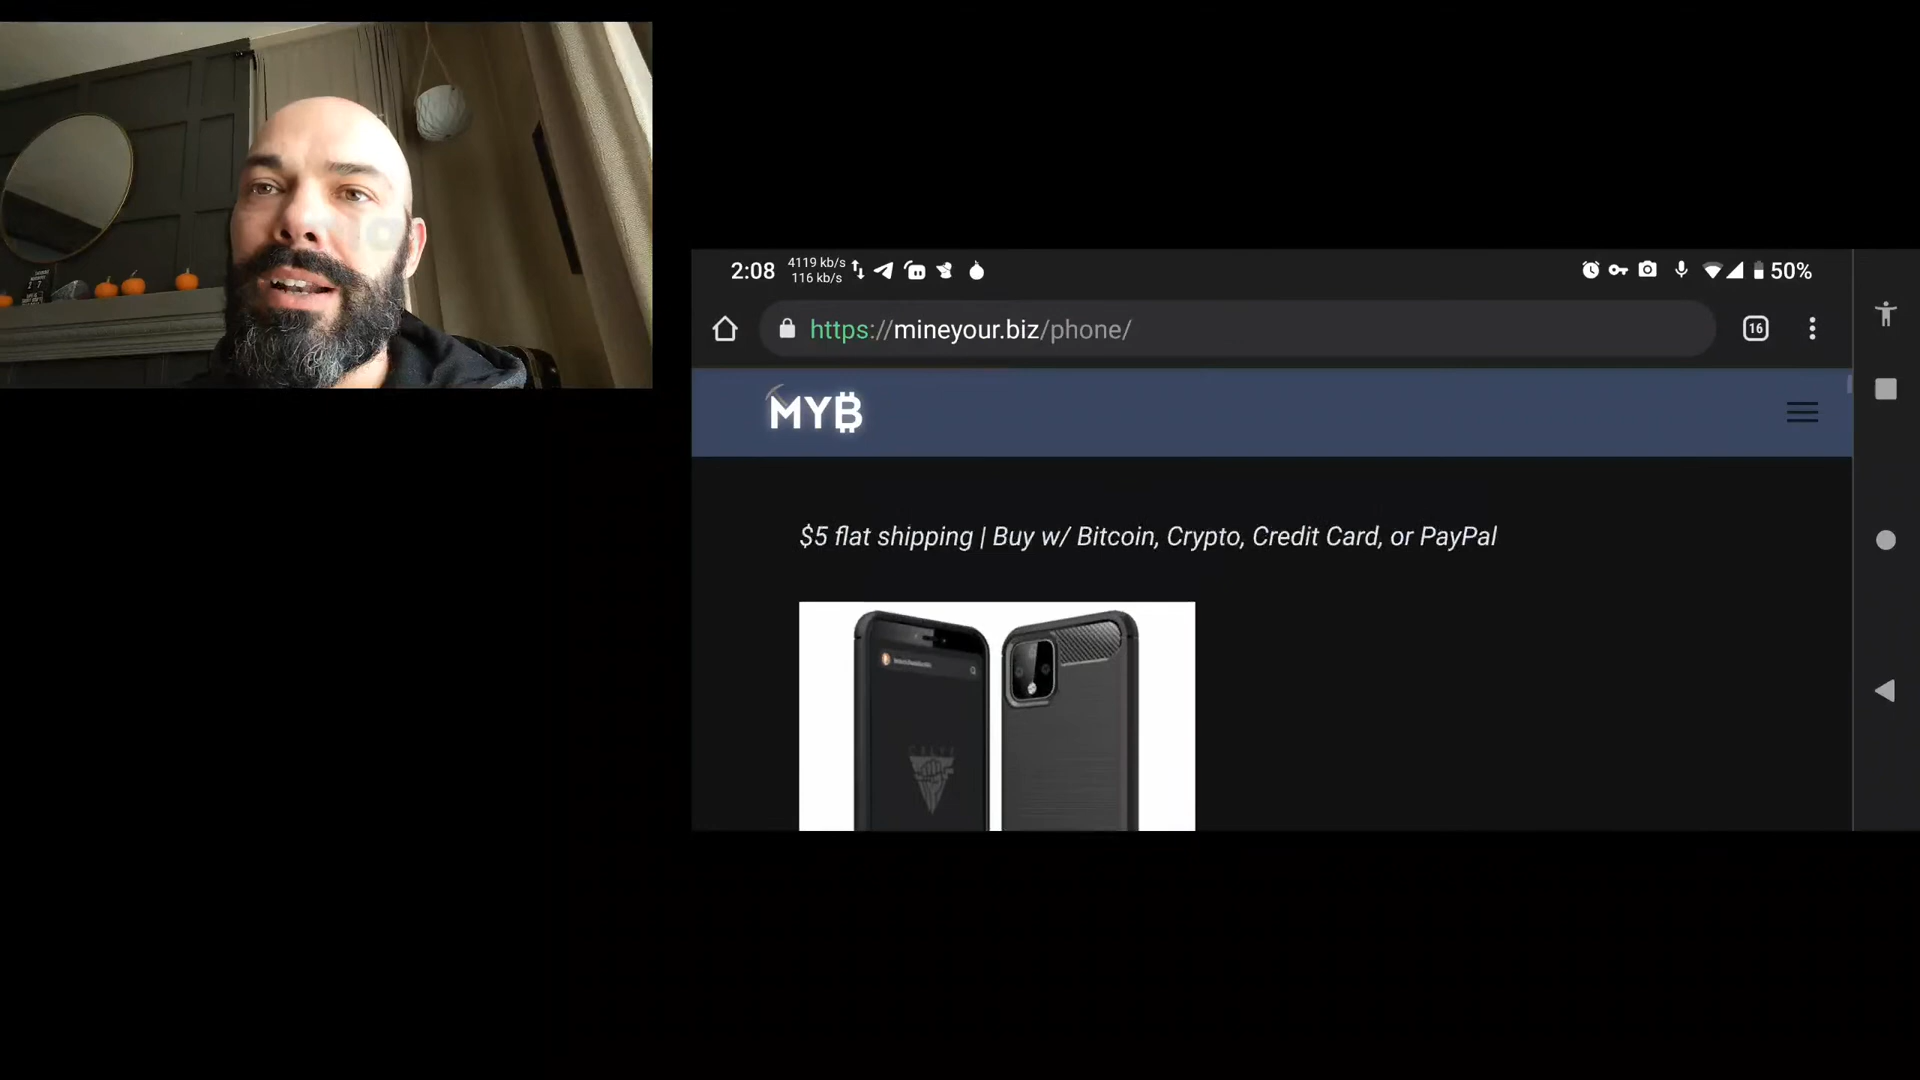 2:08
4119 kb/s
116 kb/s
50%
https://mineyour.biz/phone/
16
MYB
$5 flat shipping | Buy w/ Bitcoin, Crypto, Credit Card, or PayPal
CALYX